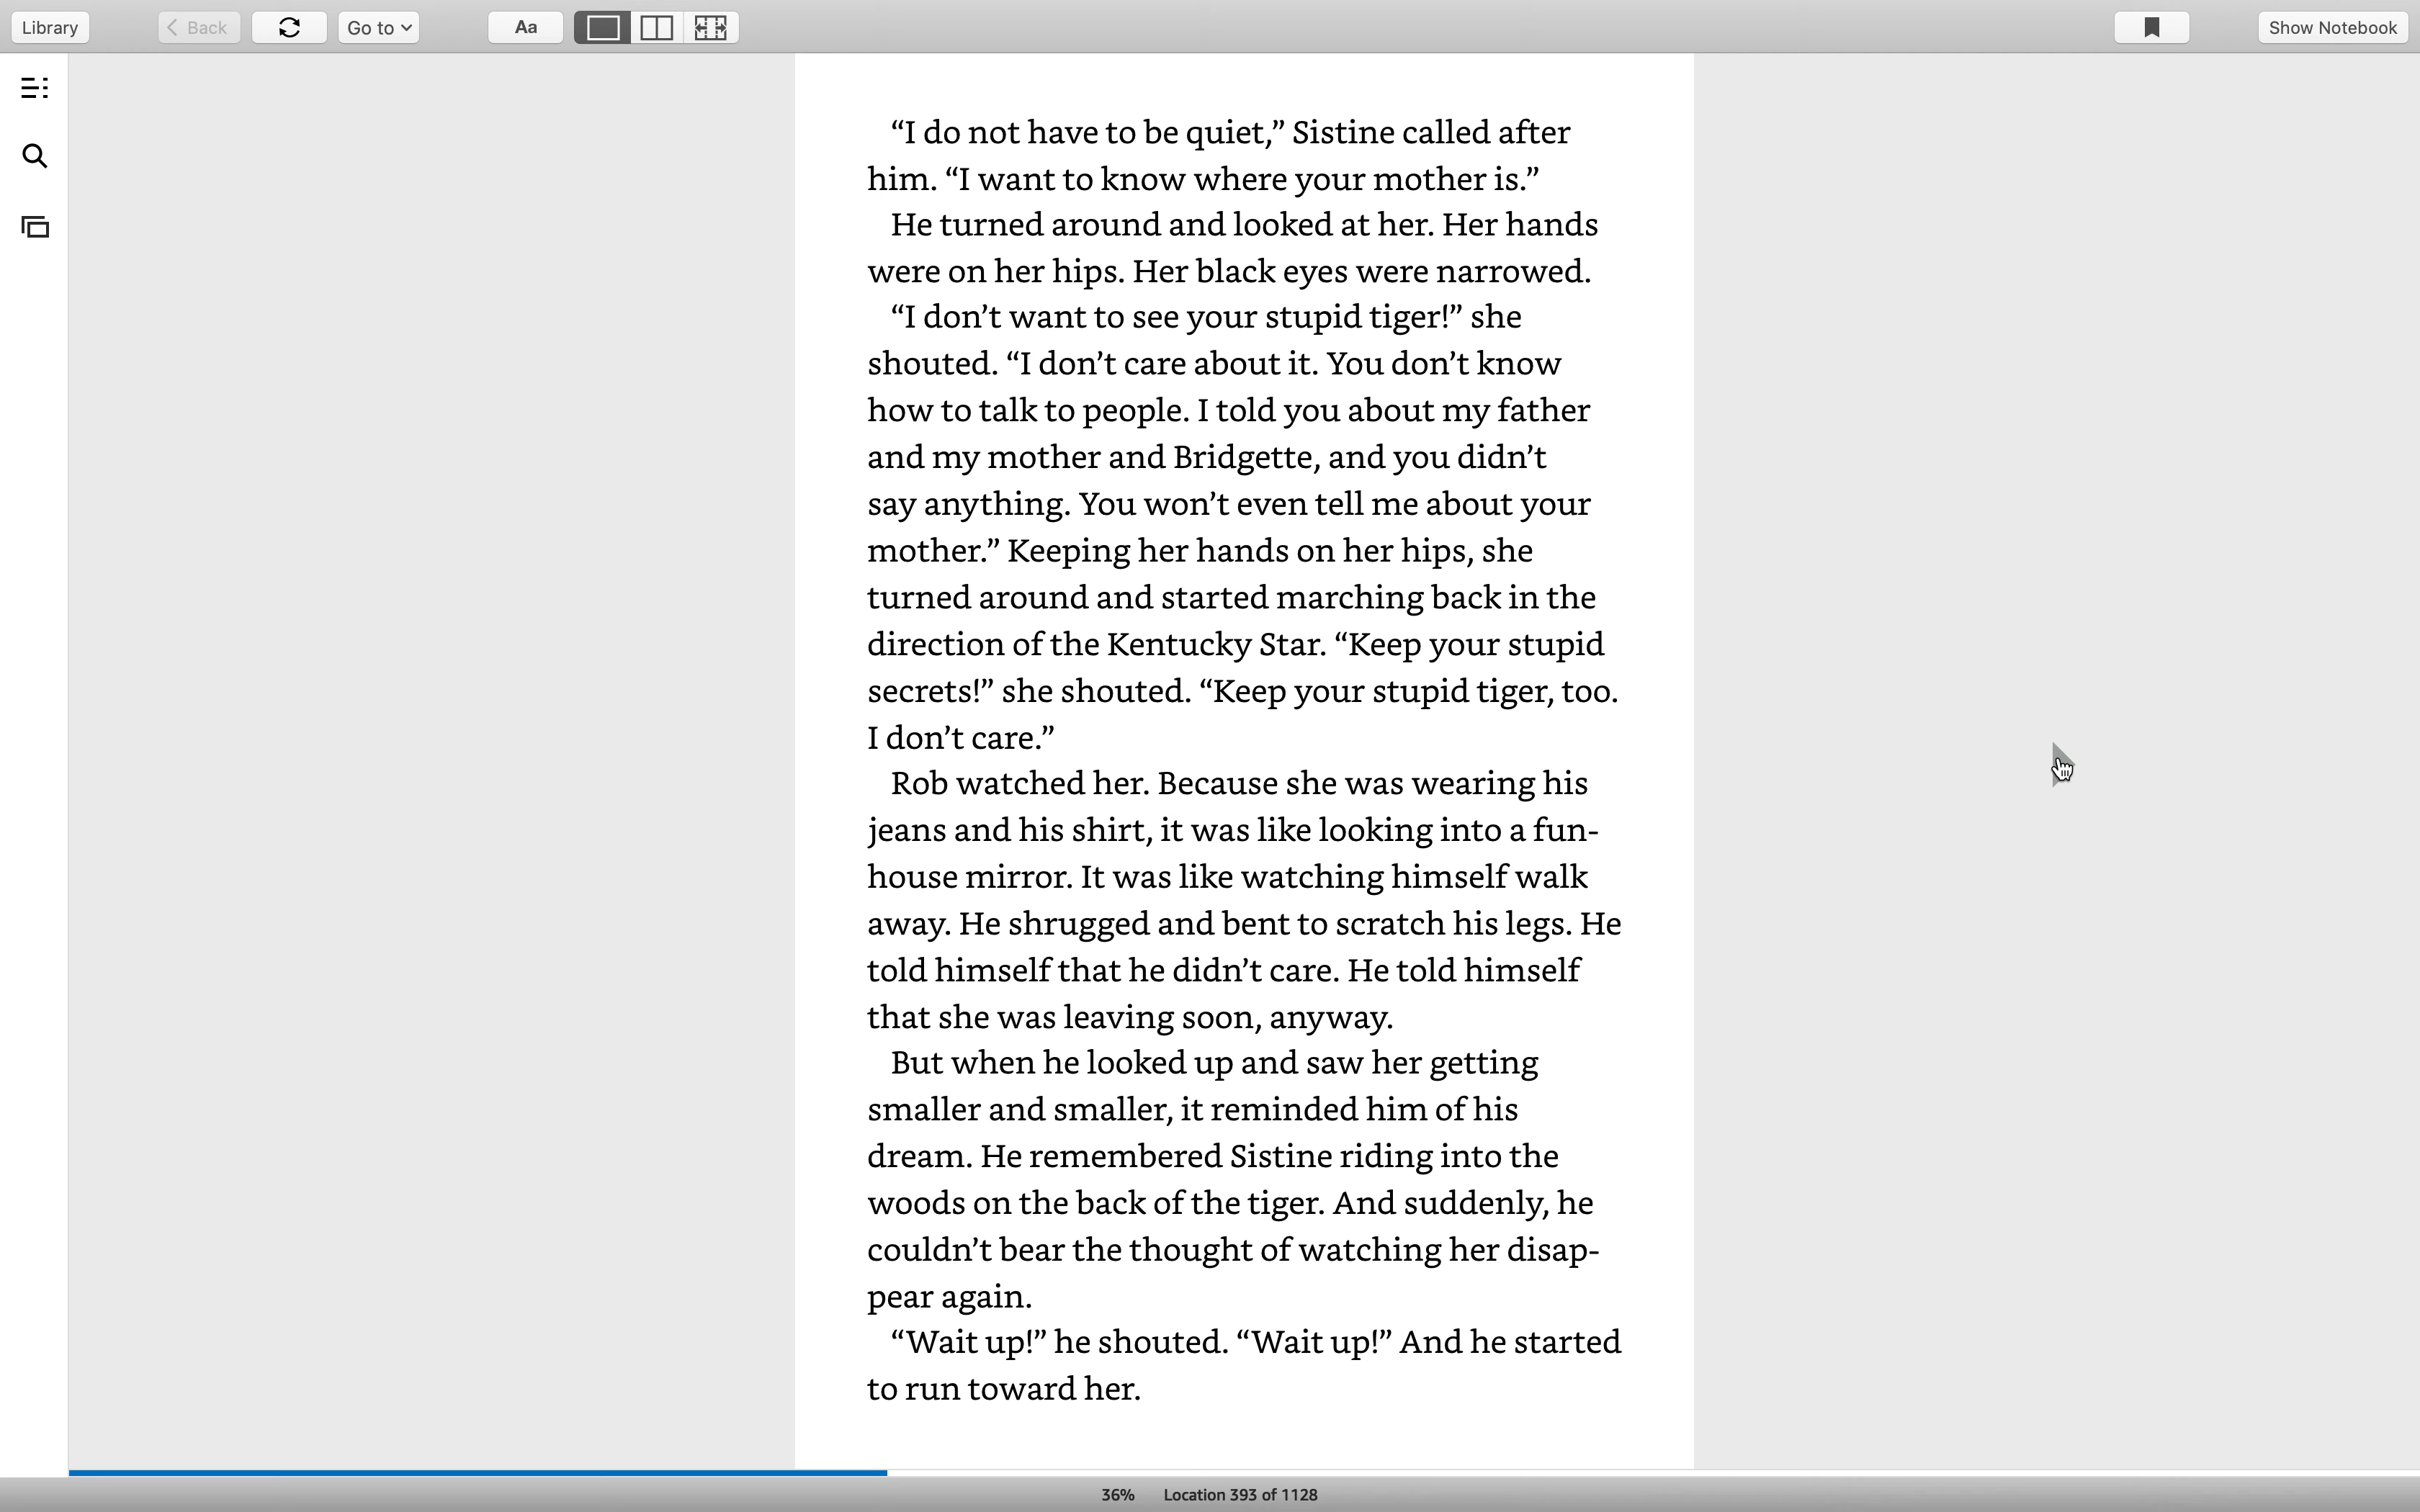 Library
Back
Go to
Aa
Show Notebook
“I do not have to be quiet,” Sistine called after
him. “I want to know where your mother is.”
He turned around and looked at her. Her hands
were on her hips. Her black eyes were narrowed.
“I don’t want to see your stupid tiger!” she
shouted. “I don’t care about it. You don’t know
how to talk to people. I told you about my father
and my mother and Bridgette, and you didn’t
say anything. You won’t even tell me about your
mother.” Keeping her hands on her hips, she
turned around and started marching back in the
direction of the Kentucky Star. “Keep your stupid
secrets!” she shouted. “Keep your stupid tiger, too.
I don’t care.”
Rob watched her. Because she was wearing his
jeans and his shirt, it was like looking into a fun-
house mirror. It was like watching himself walk
away. He shrugged and bent to scratch his legs. He
told himself that he didn’t care. He told himself
that she was leaving soon, anyway.
But when he looked up and saw her getting
smaller and smaller, it reminded him of his
dream. He remembered Sistine riding into the
woods on the back of the tiger. And suddenly, he
couldn’t bear the thought of watching her disap-
pear again.
“Wait up!” he shouted. “Wait up!” And he started
to run toward her.
36% Location 393 of 1128